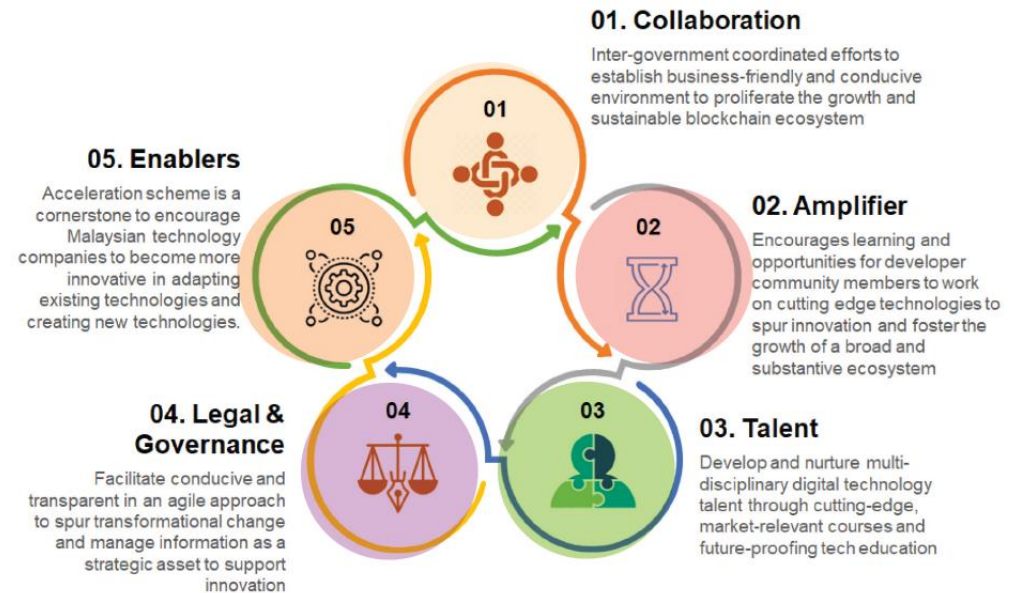 01. Collaboration
Inter-government coordinated efforts to
establish business-friendly and conducive
environment to proliferate the growth and
sustainable blockchain ecosystem
01
02
02. Amplifier
Encourages learning and
opportunities for developer
community members to work
on cutting edge technologies to
spur innovation and foster the
growth of a broad and
substantive ecosystem
03
03. Talent
Develop and nurture multi-
disciplinary digital technology
talent through cutting-edge,
market-relevant courses and
future-proofing tech education
04
04. Legal &
Governance
Facilitate conducive and
transparent in an agile approach
to spur transformational change
and manage information as a
strategic asset to support
innovation
05
05. Enablers
Acceleration scheme is a
cornerstone to encourage
Malaysian technology
companies to become more
innovative in adapting
existing technologies and
creating new technologies.